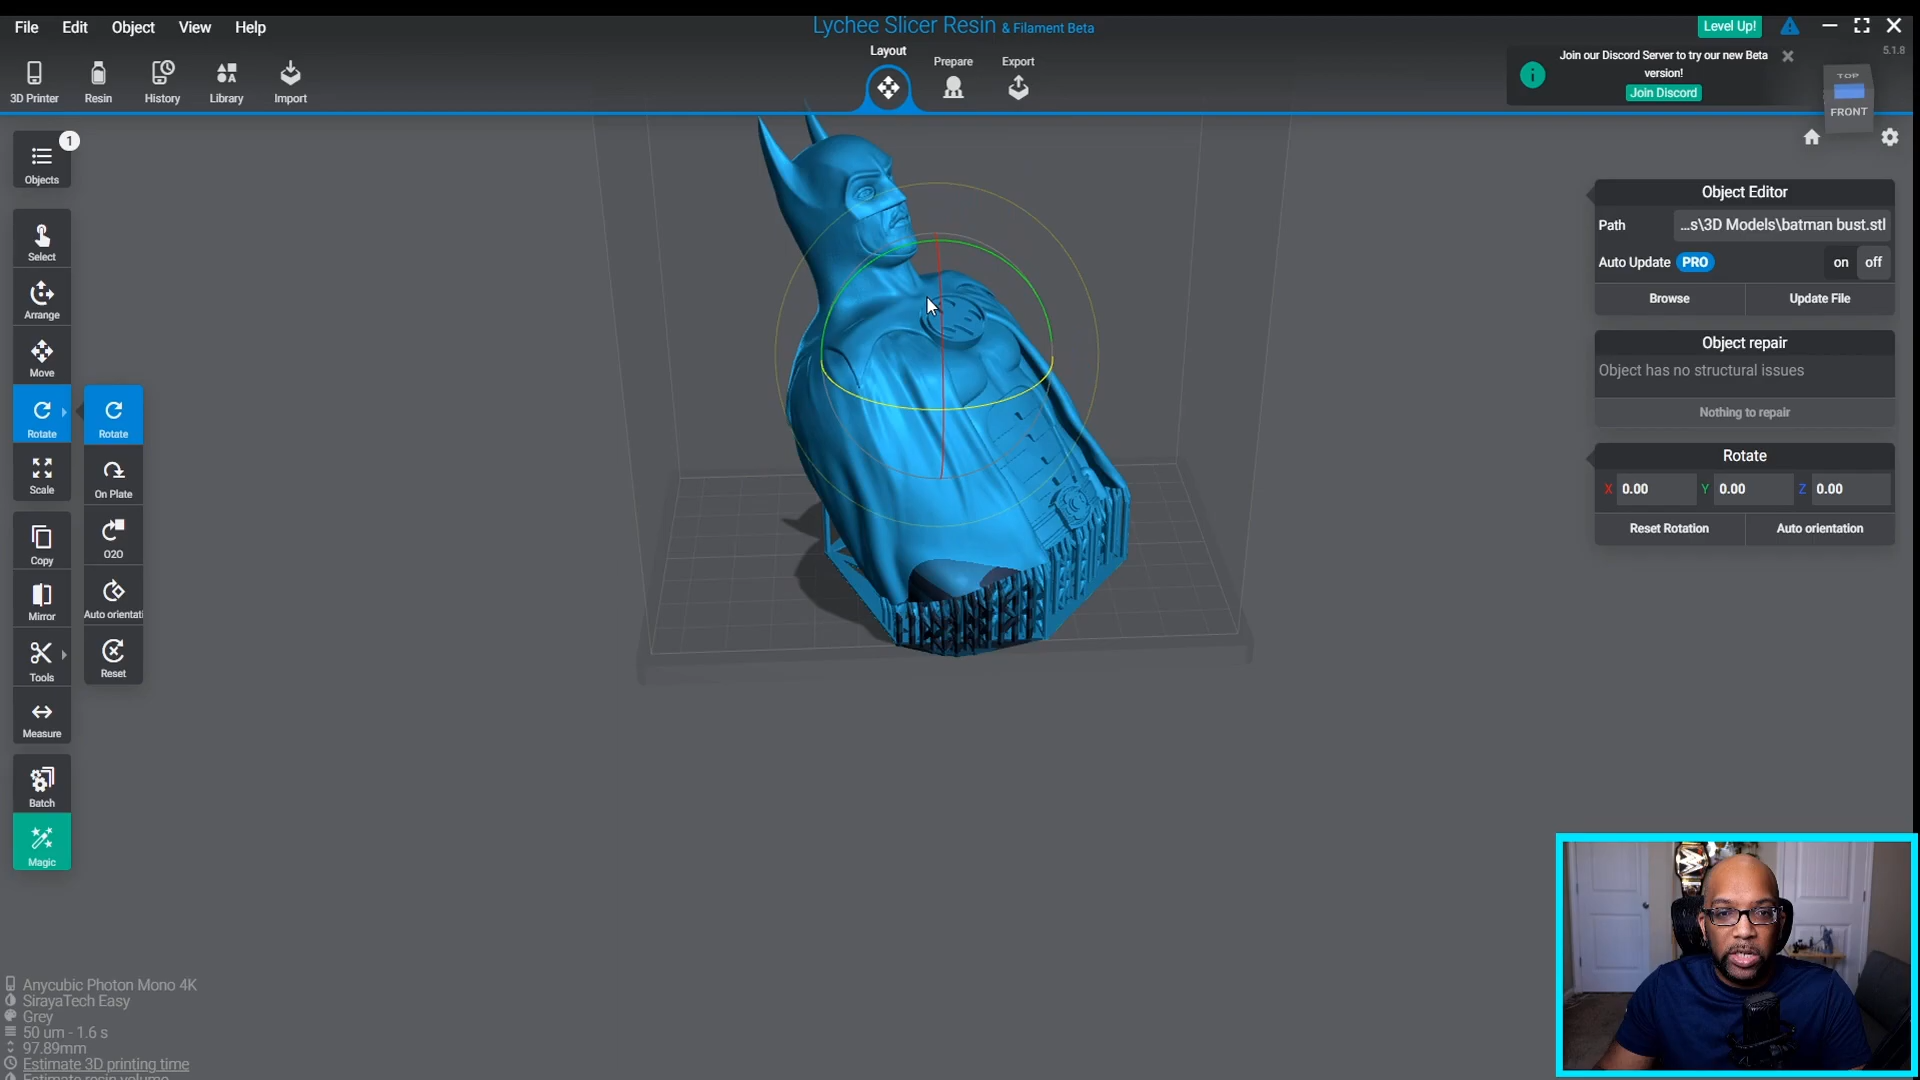 File Edit Object View Help
Lychee Slicer Resin & Filament Beta
Level Up!
5.1.8
3D Printer
Resin
History
Library
Import
Layout
Prepare
Export
Join our Discord Server to try our new Beta
version!
Join Discord
TOP
FRONT
1
Objects
Select
Arrange
Move
Rotate
Scale
Copy
Mirror
Tools
Measure
Batch
Magic
Rotate
On Plate
O2O
Auto orientati
Reset
Object Editor
Path ...s\3D Models\batman bust.stl
Auto Update PRO on off
Browse Update File
Object repair
Object has no structural issues
Nothing to repair
Rotate
X 0.00 Y 0.00 Z 0.00
Reset Rotation Auto orientation
Anycubic Photon Mono 4K
SirayaTech Easy
Grey
50 um - 1.6 s
97.89mm
Estimate 3D printing time
Estimate resin volume